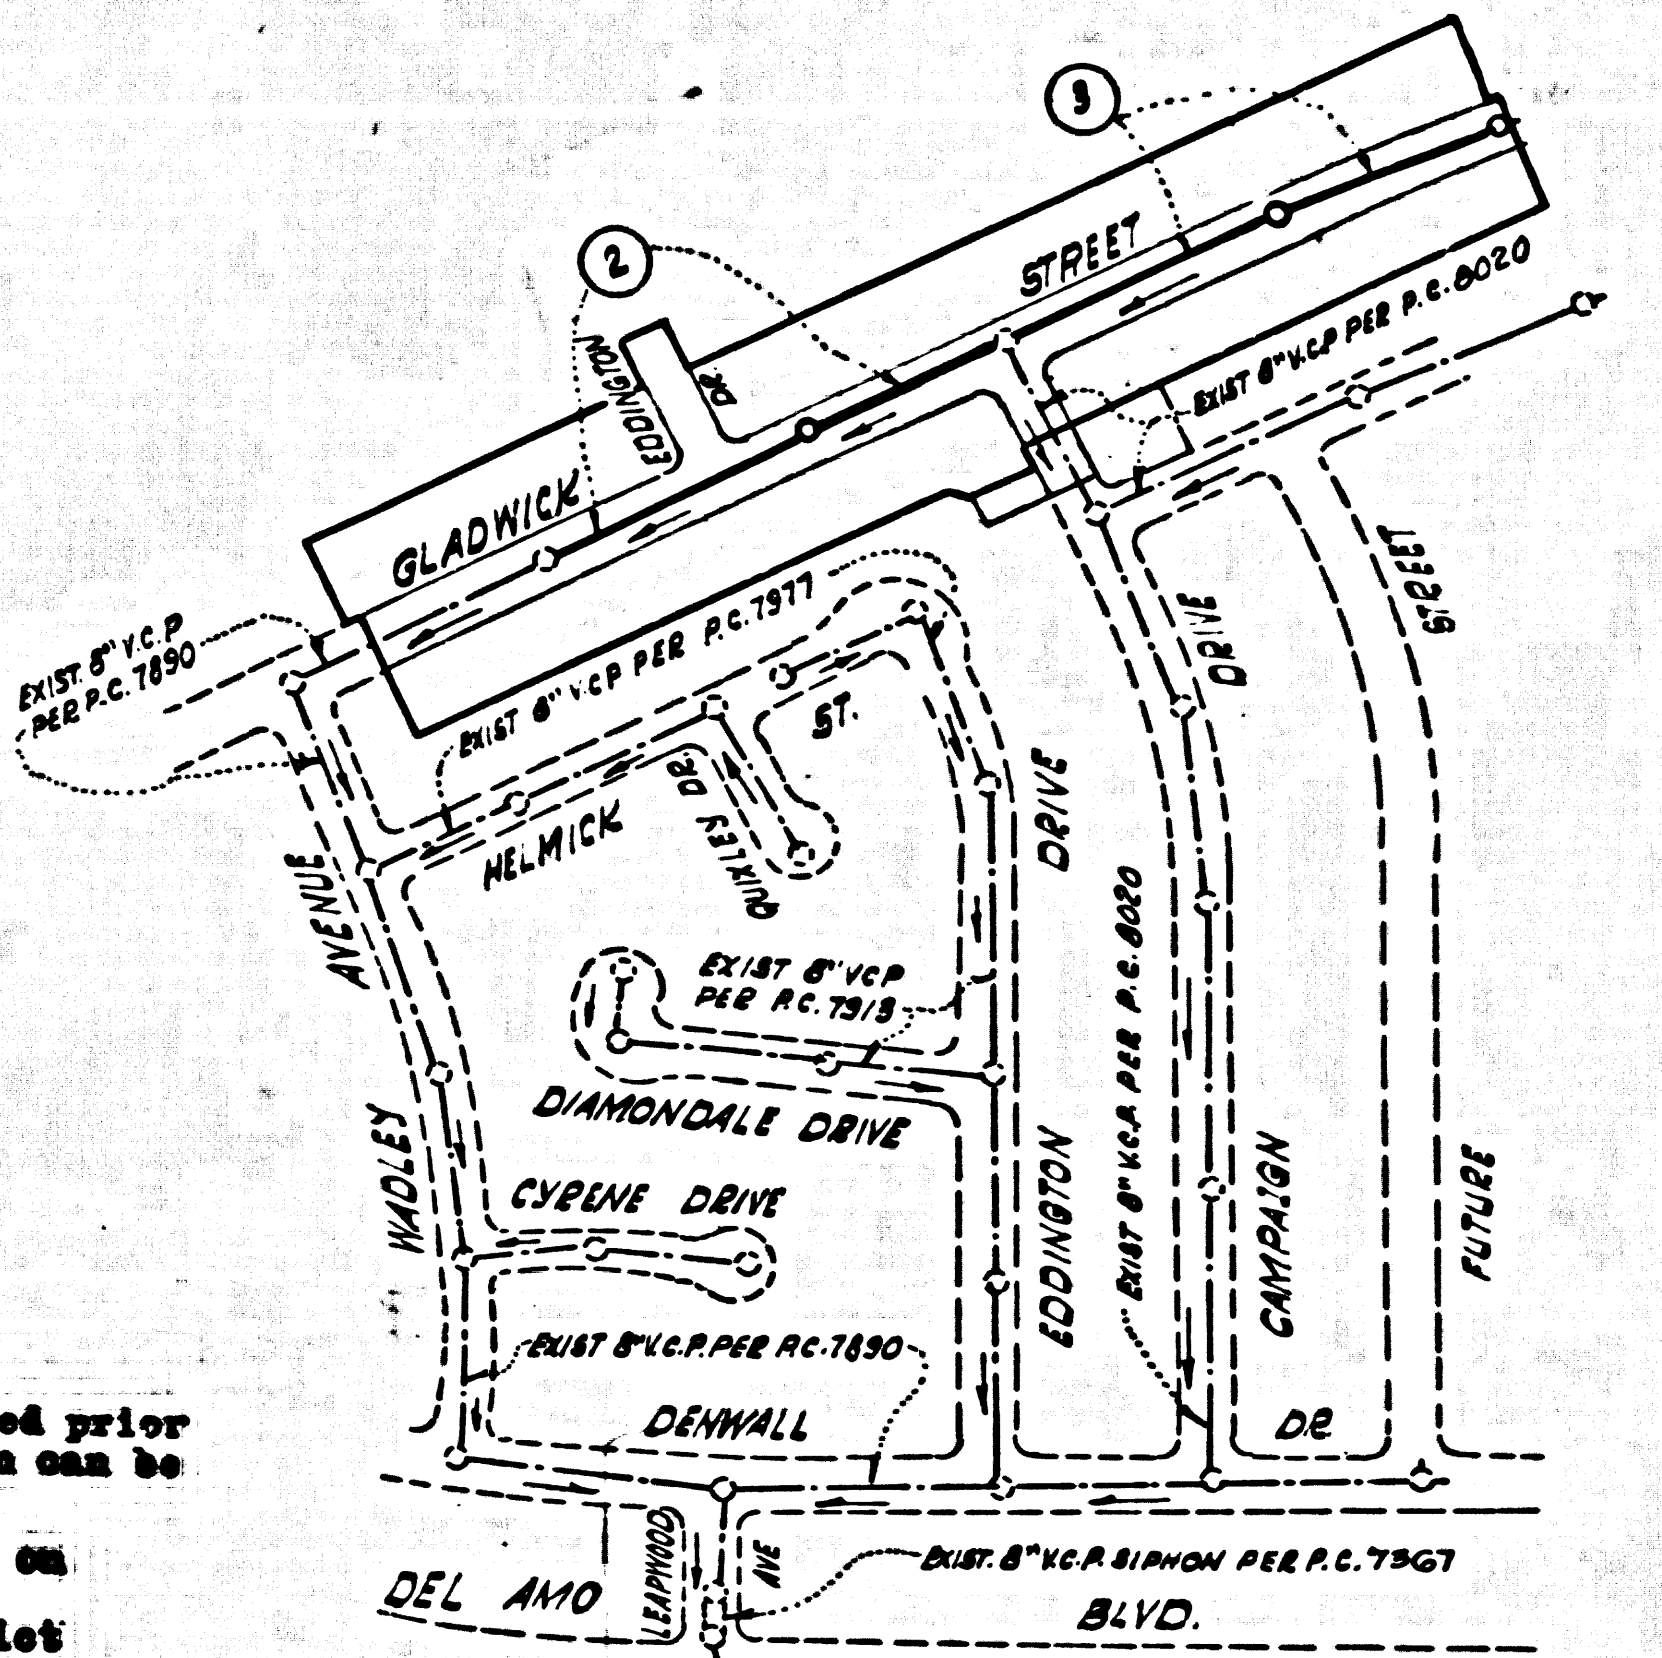 3
2
STREET
EXIST 8" V.C.P PER P.C. 8020
EDDINGTON
DR
GLADWICK
STREET
EXIST. 8" V.C.P
PER P.C. 7890
EXIST 8" V.C.P PER P.C. 7977
DRIVE
ST.
HELMICK
QUIXLEY DR
DRIVE
AVENUE
EXIST 8" VCP
PER P.C. 7913
EXIST 8" V.C.P. PER P.C. 8020
DIAMONDALE DRIVE
WADLEY
CYRENE DRIVE
EDDINGTON
CAMPAIGN
FUTURE
EXIST 8" V.C.P. PER P.C. 7890
ed prior
DENWALL
DR
can be
on
LEAPWOOD
AVE
EXIST. 8" V.C.P. SIPHON PER P.C. 7367
DEL AMO
BLVD.
let